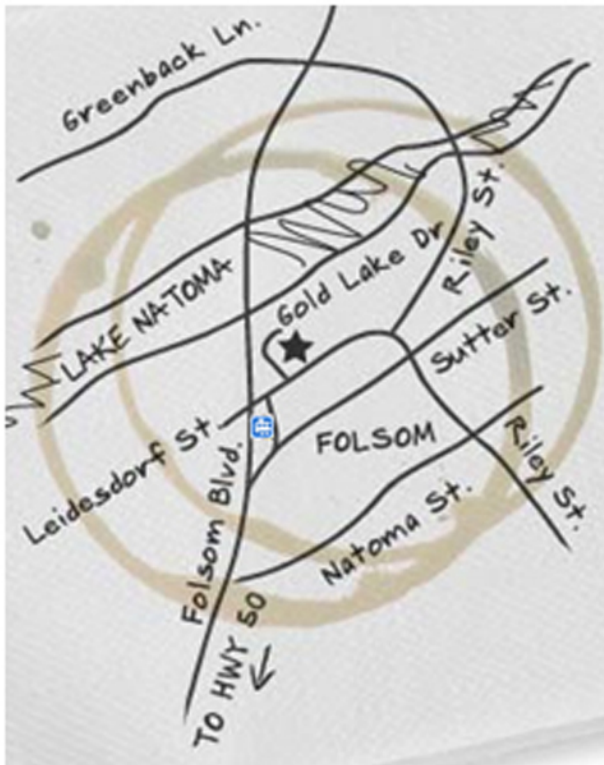 Greenback Ln.
LAKE NATOMA
Gold Lake Dr
Riley St.
Sutter St.
Leidesdorf St
FOLSOM
Riley St.
Folsom Blvd.
Natoma St.
TO HWY 50